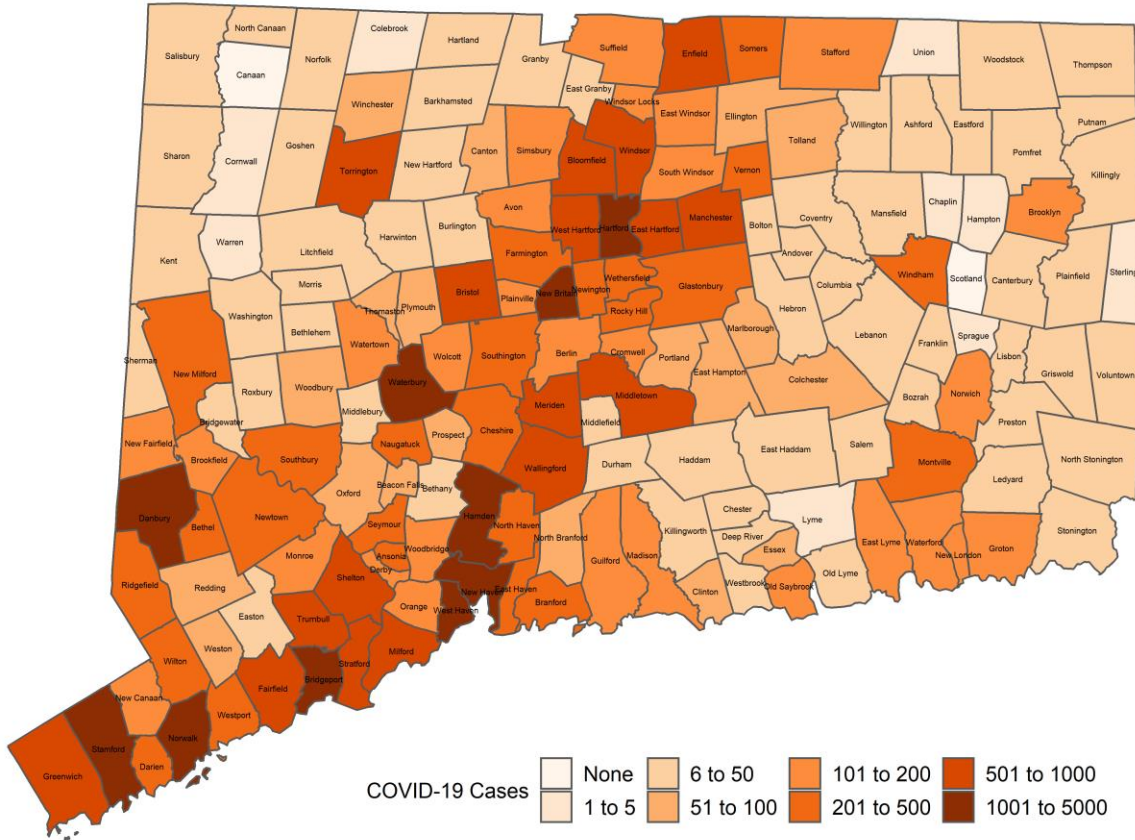 North Canaan
Colebrook
Hartland
Salisbury
Norfolk
Canaan
Granby
Suffield
Enfield
Somers
Stafford
Union
Woodstock
Thompson
East Granby
Windsor Locks
Winchester
Barkhamsted
East Windsor
Ellington
Willington
Ashford
Eastford
Putnam
Sharon
Cornwall
Goshen
Torrington
New Hartford
Canton
Simsbury
Bloomfield
Windsor
South Windsor
Vernon
Tolland
Pomfret
Killingly
Avon
Mansfield
Chaplin
Hampton
Brooklyn
Kent
Warren
Litchfield
Harwinton
Burlington
Farmington
West Hartford
Hartford
East Hartford
Manchester
Bolton
Coventry
Andover
Windham
Scotland
Canterbury
Plainfield
Sterling
Morris
Bristol
Plainville
New Britain
Newington
Wethersfield
Glastonbury
Columbia
Hebron
Washington
Bethlehem
Thomaston
Plymouth
Rocky Hill
Marlborough
Lebanon
Franklin
Sprague
Lisbon
Griswold
Voluntown
Sherman
New Milford
Watertown
Wolcott
Southington
Berlin
Cromwell
Portland
East Hampton
Colchester
Roxbury
Woodbury
Waterbury
Bozrah
Norwich
Preston
Bridgewater
Middlebury
Meriden
Middletown
Middlefield
New Fairfield
Brookfield
Southbury
Naugatuck
Prospect
Cheshire
Wallingford
Durham
Haddam
East Haddam
Salem
Montville
North Stonington
Ledyard
Danbury
Bethel
Newtown
Oxford
Beacon Falls
Bethany
Hamden
North Haven
Seymour
Woodbridge
North Branford
Guilford
Madison
Killingworth
Chester
Deep River
Essex
Lyme
East Lyme
Waterford
New London
Groton
Stonington
Ridgefield
Redding
Monroe
Ansonia
Derby
Shelton
Easton
Orange
New Haven
West Haven
East Haven
Branford
Clinton
Westbrook
Old Saybrook
Old Lyme
Wilton
Weston
Trumbull
Milford
Stratford
Bridgeport
Fairfield
New Canaan
Westport
Norwalk
Stamford
Darien
Greenwich
COVID-19 Cases
None
6 to 50
101 to 200
501 to 1000
1 to 5
51 to 100
201 to 500
1001 to 5000